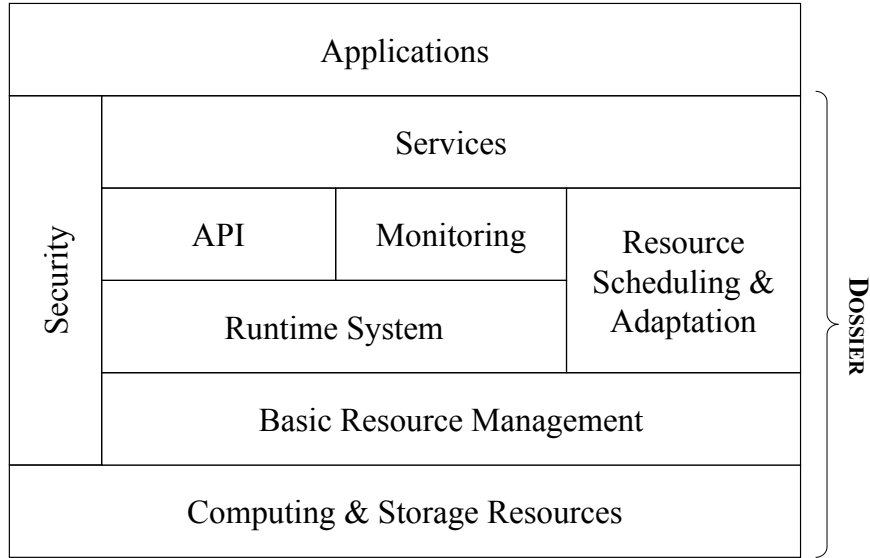 Applications
Services
Security
API
Monitoring
Resource
Scheduling &
Adaptation
Runtime System
Basic Resource Management
Computing & Storage Resources
DOSSIER